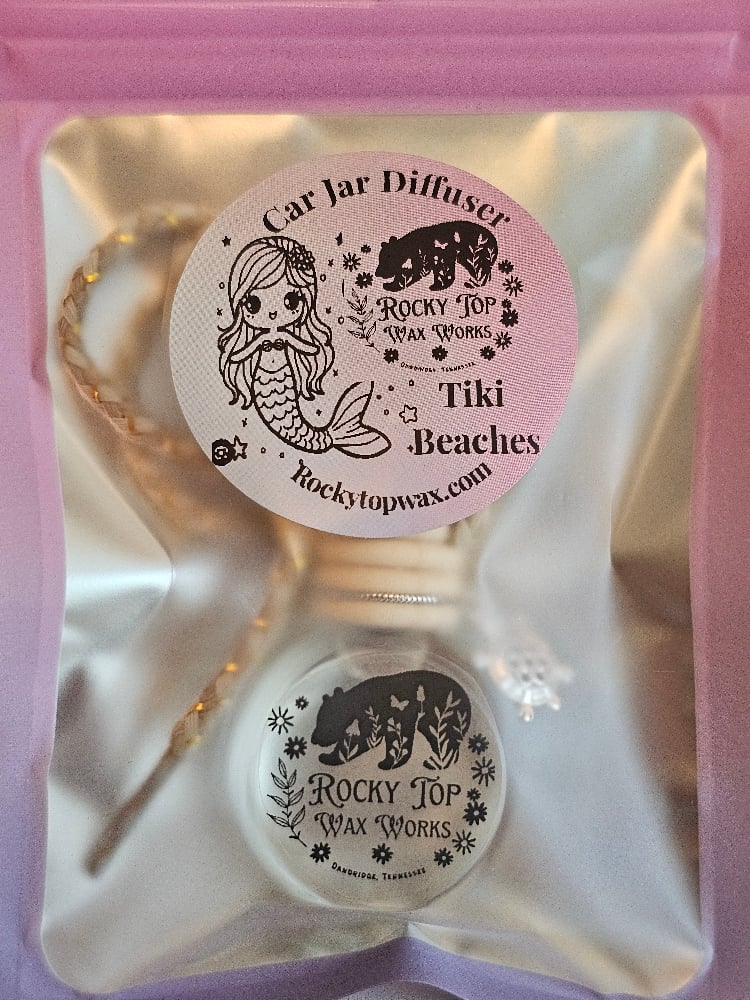 Car Jar Diffuser
ROCKY TOP
WAX WORKS
DANDRIDGE, TENNESSEE
Tiki
Beaches
Rockytopwax.com
ROCKY TOP
WAX WORKS
DANDRIDGE, TENNESSEE